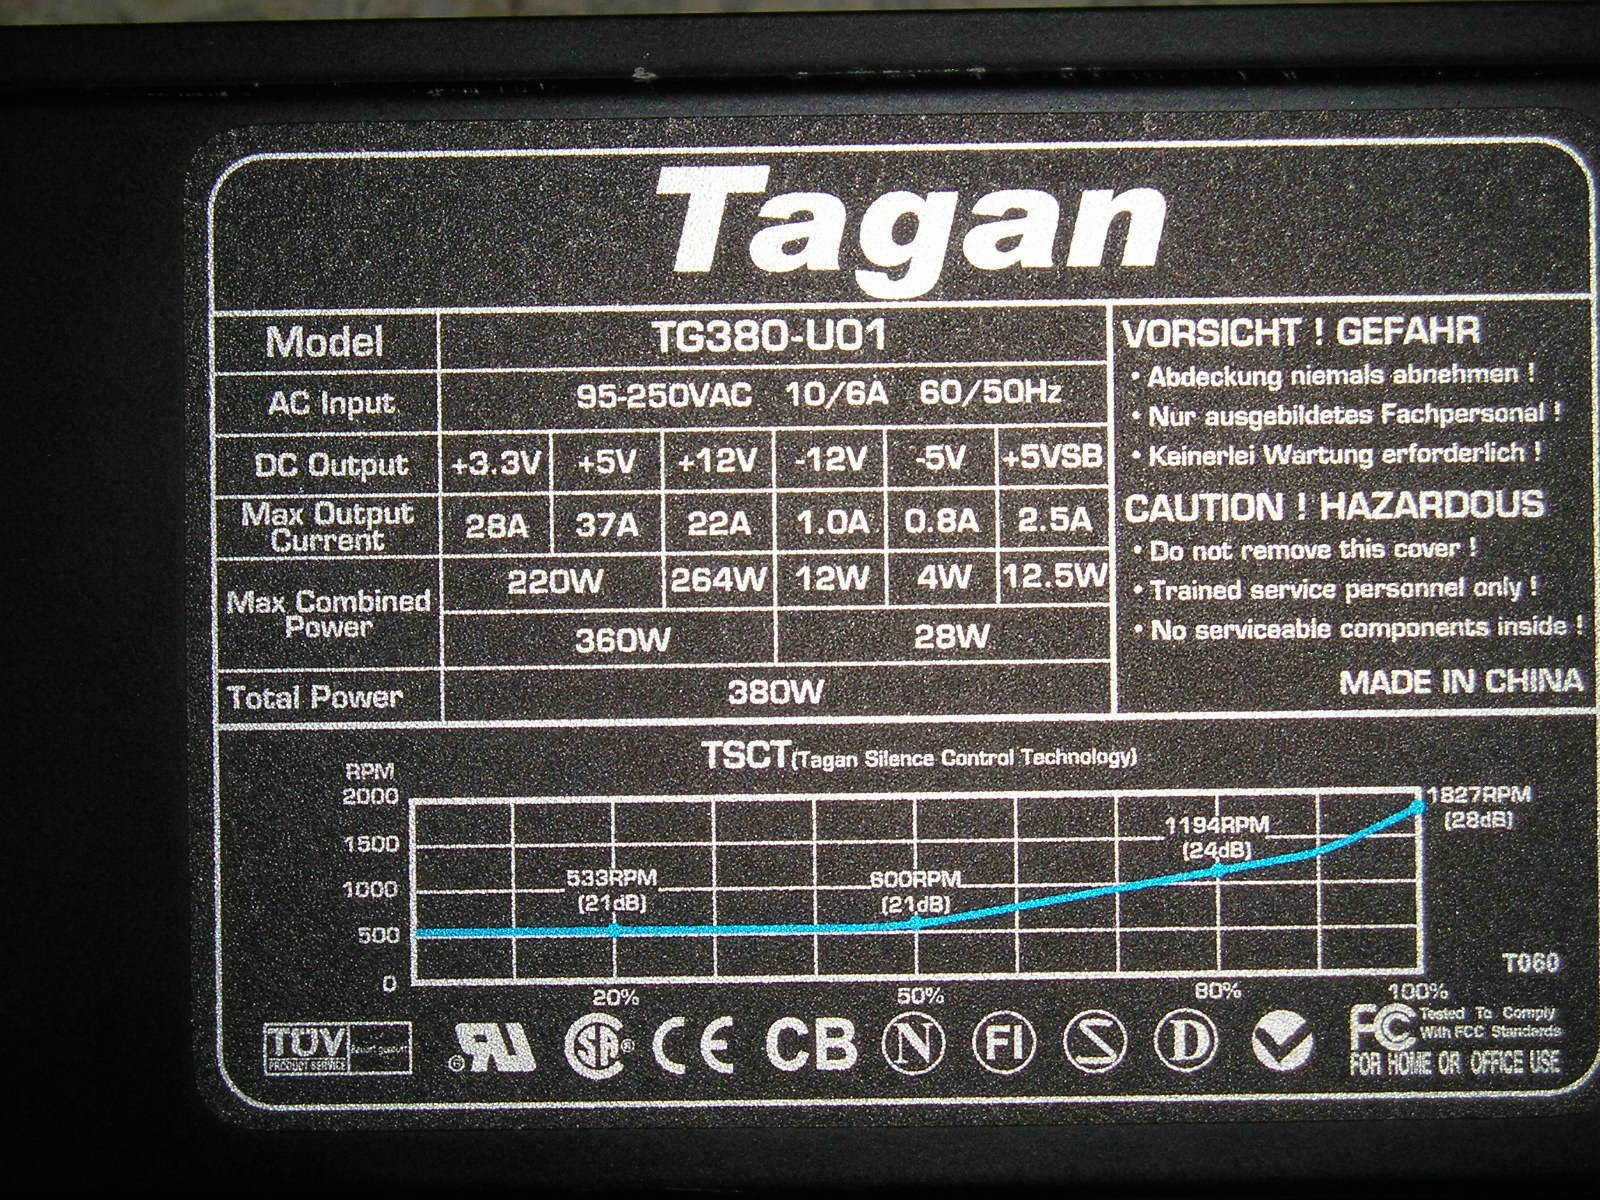 Tagan
Model TG380-U01
AC Input 95-250VAC 10/6A 60/50Hz
DC Output +3.3V +5V +12V -12V -5V +5VSB
Max Output Current 28A 37A 22A 1.0A 0.8A 2.5A
Max Combined Power 220W 264W 12W 4W 12.5W
360W 28W
Total Power 380W
VORSICHT ! GEFAHR
• Abdeckung niemals abnehmen !
• Nur ausgebildetes Fachpersonal !
• Keinerlei Wartung erforderlich !
CAUTION ! HAZARDOUS
• Do not remove this cover !
• Trained service personnel only !
• No serviceable components inside !
MADE IN CHINA
TSCT(Tagan Silence Control Technology)
RPM
2000
1500
1000
500
0
533RPM
(21dB)
600RPM
(21dB)
1194RPM
(24dB)
1827RPM
(28dB)
20% 50% 80% 100%
T060
TÜV
PRODUCT SERVICE
RU ®
SA ®
CE
CB
N
FI
S
D
FC
Tested To Comply
With FCC Standards
FOR HOME OR OFFICE USE